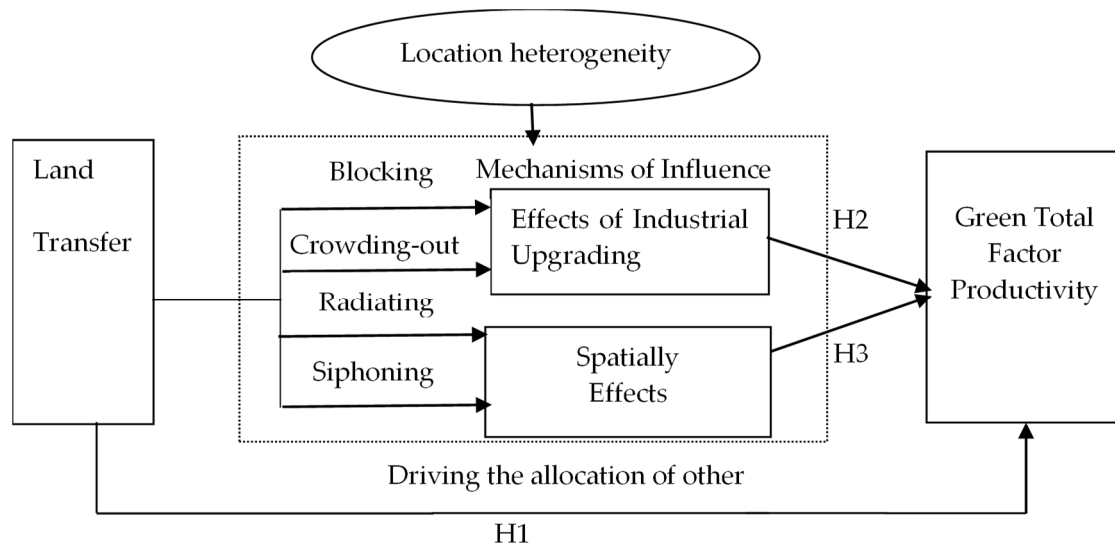 Location heterogeneity
Land
Transfer
Blocking
Crowding-out
Radiating
Siphoning
Mechanisms of Influence
Effects of Industrial
Upgrading
Spatially
Effects
H2
H3
Green Total
Factor
Productivity
Driving the allocation of other
H1